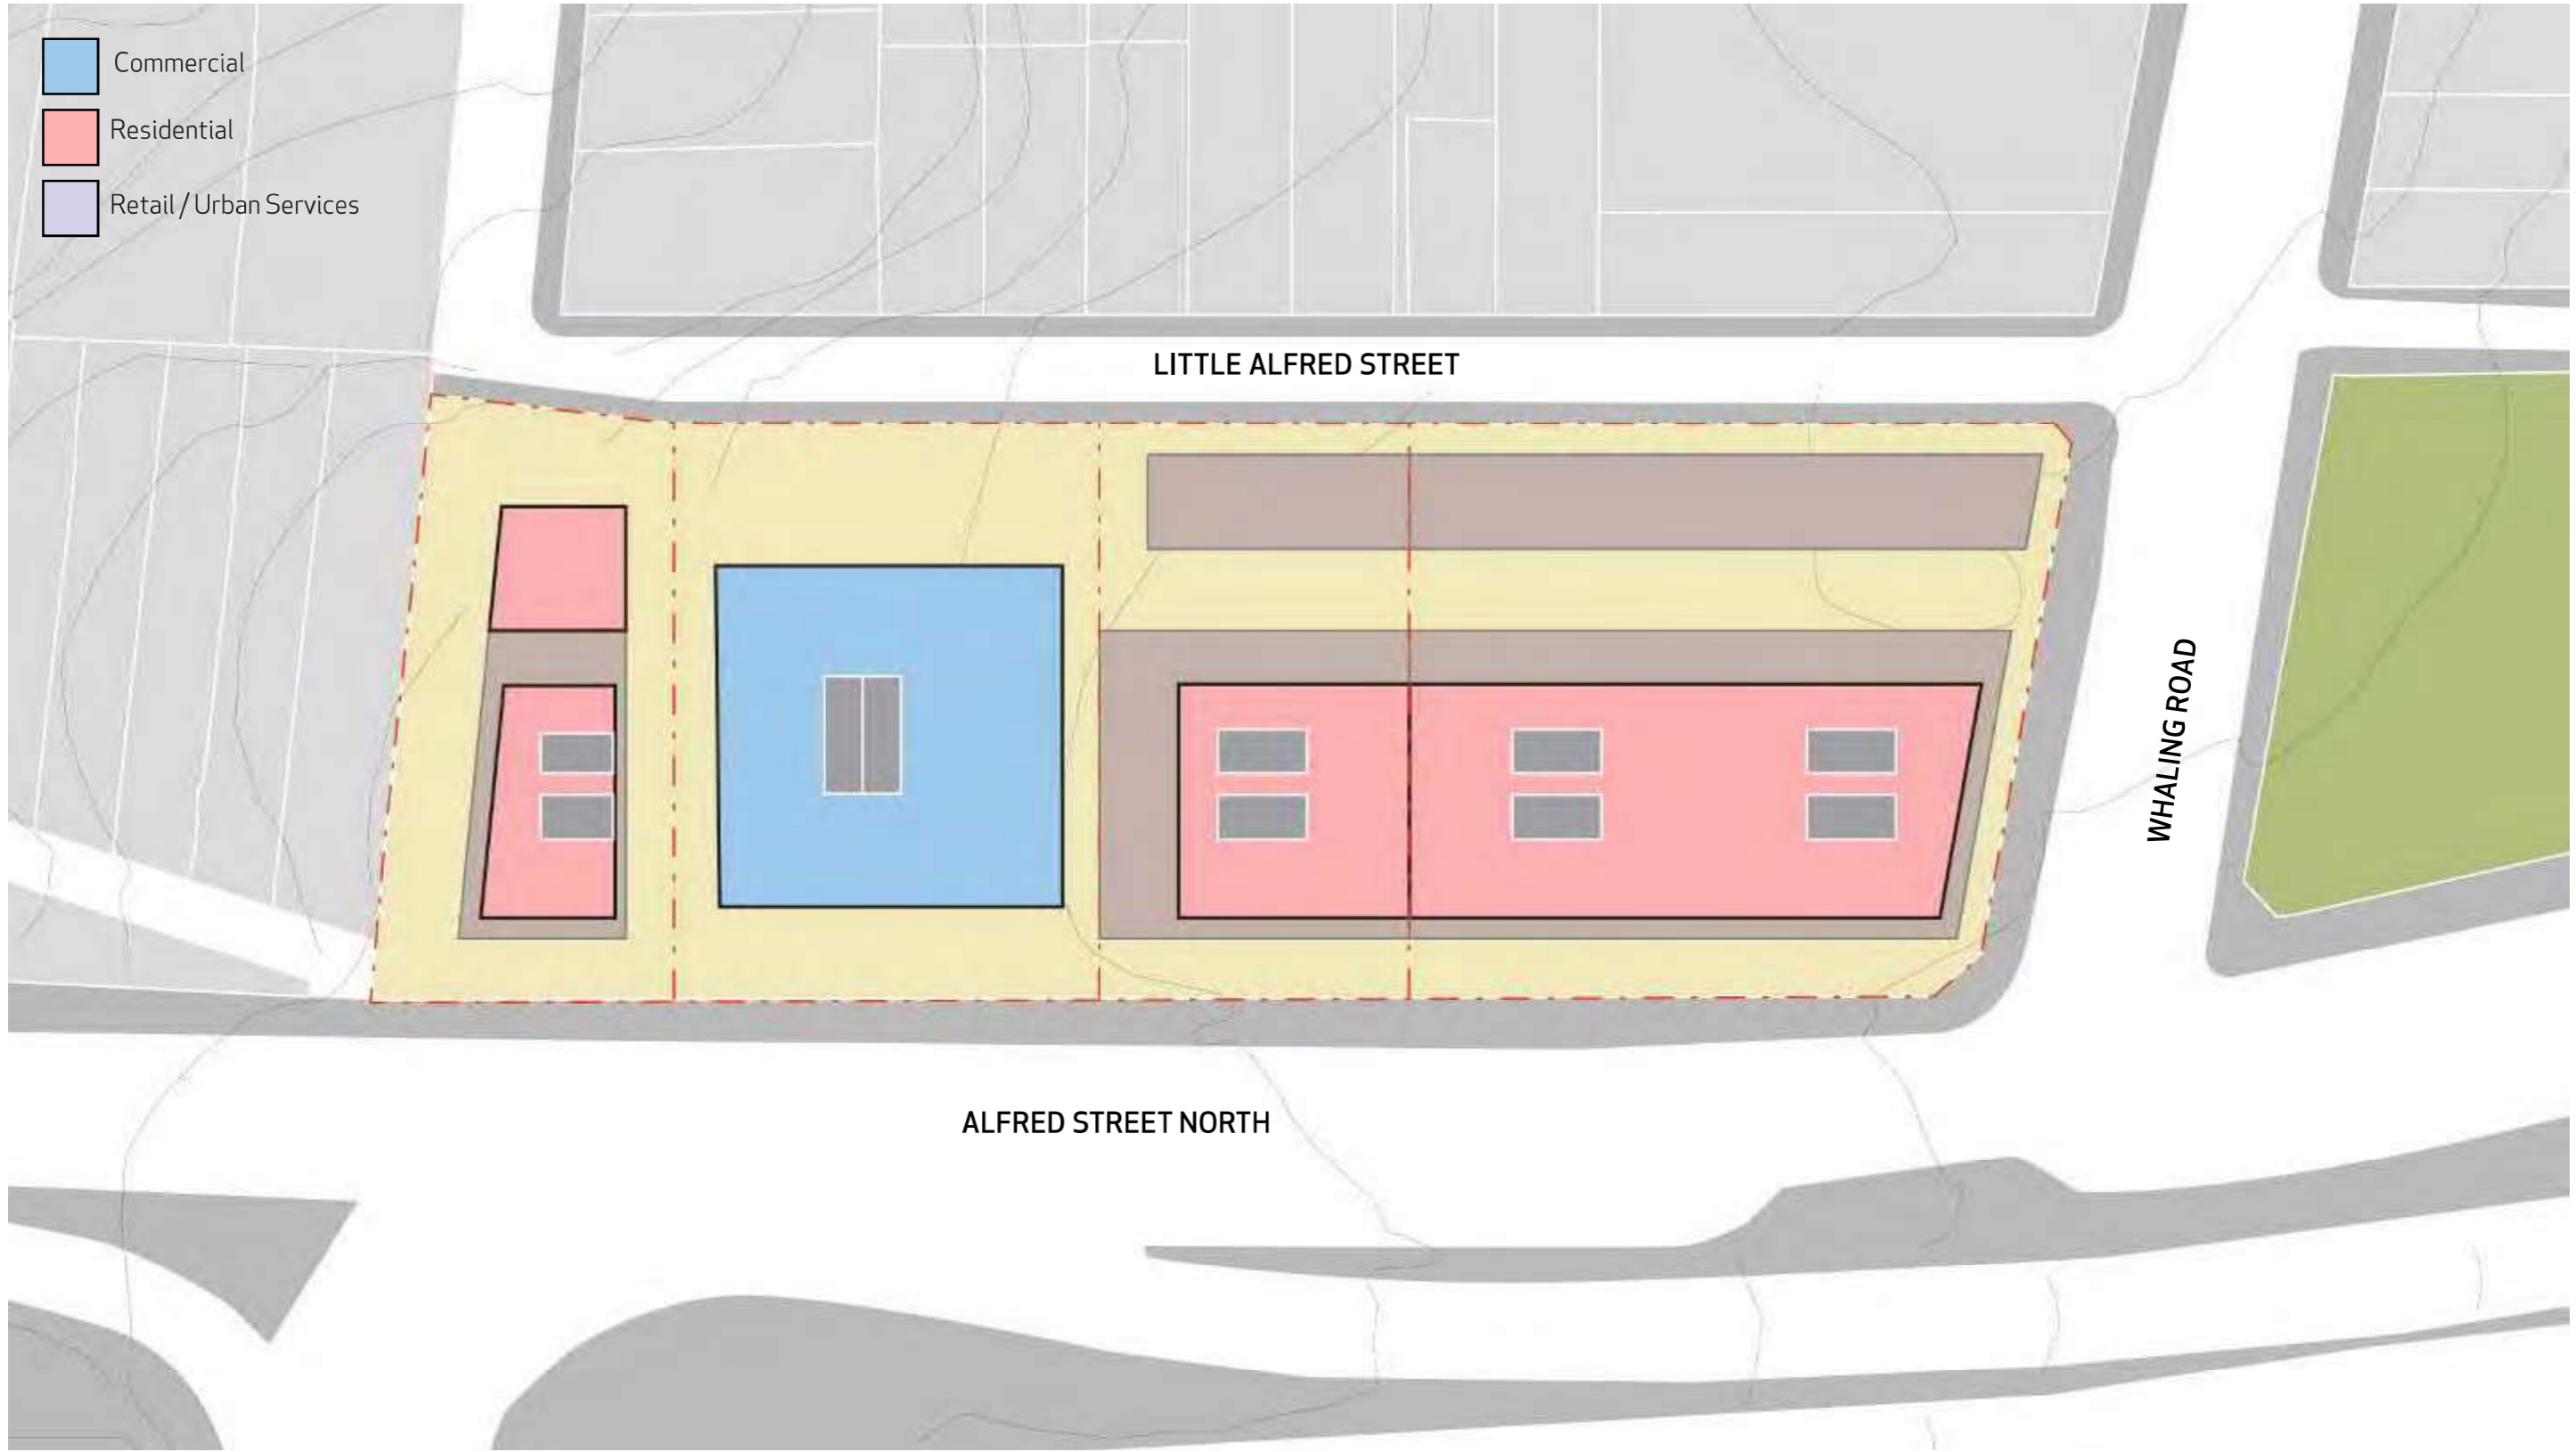 Commercial
Residential
Retail / Urban Services
LITTLE ALFRED STREET
WHALING ROAD
ALFRED STREET NORTH